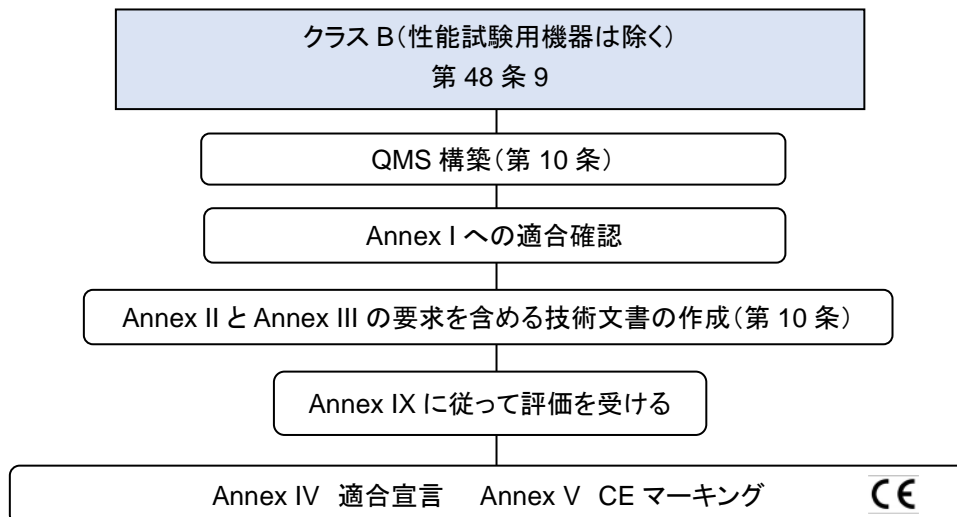 クラス B（性能試験用機器は除く）
第 48 条 9
QMS 構築（第 10 条）
Annex I への適合確認
Annex II と Annex III の要求を含める技術文書の作成（第 10 条）
Annex IX に従って評価を受ける
Annex IV 適合宣言 Annex V CE マーキング CE